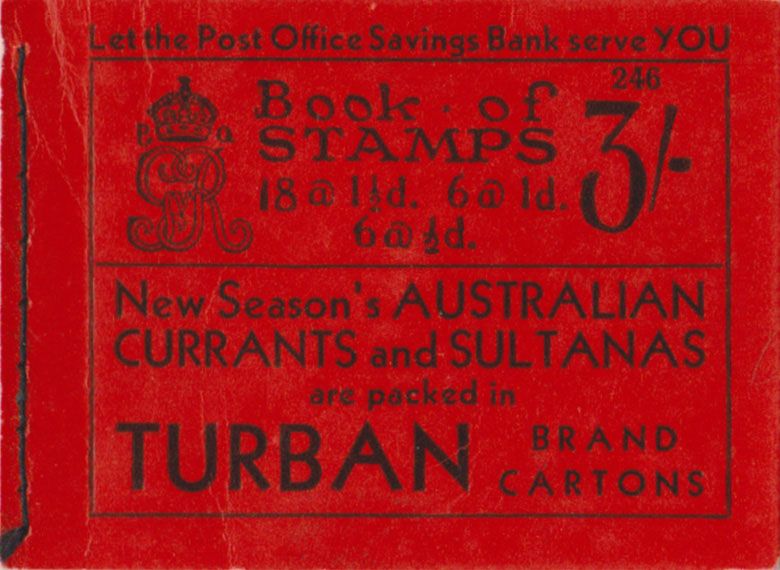 Let the Post Office Savings Bank serve YOU
246
P O
GR
Book of
STAMPS
3/-
18 @ 1½d. 6 @ 1d.
6 @ ½d.
New Season's AUSTRALIAN
CURRANTS and SULTANAS
are packed in
TURBAN BRAND
CARTONS